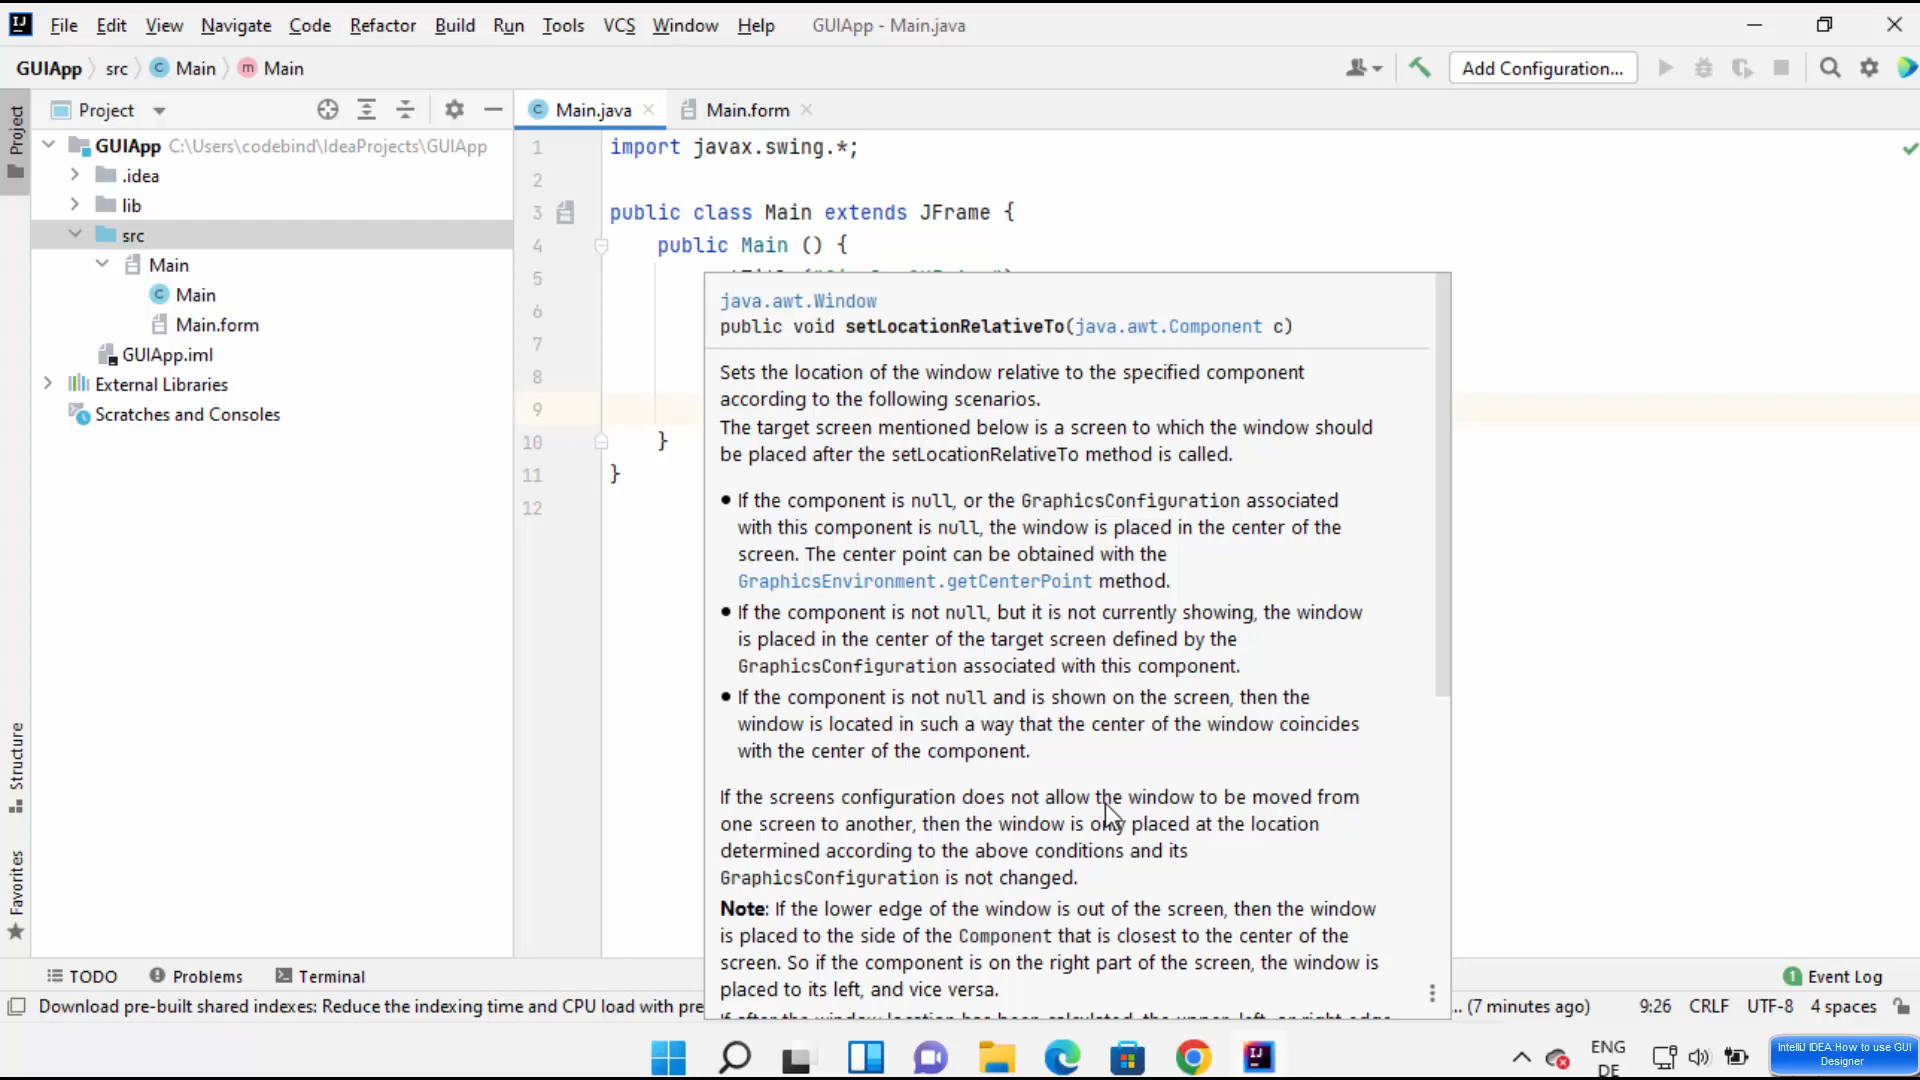 File Edit View Navigate Code Refactor Build Run Tools VCS Window Help GUIApp - Main.java
GUIApp src Main Main Add Configuration...
Project Main.java Main.form
Project
GUIApp C:\Users\codebind\IdeaProjects\GUIApp
.idea
lib
src
Main
Main
Main.form
GUIApp.iml
External Libraries
Scratches and Consoles
Structure
Favorites
1 import javax.swing.*;
2
3 public class Main extends JFrame {
4 public Main () {
5
6
7
8
9
10 }
11 }
12
java.awt.Window
public void setLocationRelativeTo(java.awt.Component c)
Sets the location of the window relative to the specified component
according to the following scenarios.
The target screen mentioned below is a screen to which the window should
be placed after the setLocationRelativeTo method is called.
• If the component is null, or the GraphicsConfiguration associated
with this component is null, the window is placed in the center of the
screen. The center point can be obtained with the
GraphicsEnvironment.getCenterPoint method.
• If the component is not null, but it is not currently showing, the window
is placed in the center of the target screen defined by the
GraphicsConfiguration associated with this component.
• If the component is not null and is shown on the screen, then the
window is located in such a way that the center of the window coincides
with the center of the component.
If the screens configuration does not allow the window to be moved from
one screen to another, then the window is only placed at the location
determined according to the above conditions and its
GraphicsConfiguration is not changed.
Note: If the lower edge of the window is out of the screen, then the window
is placed to the side of the Component that is closest to the center of the
screen. So if the component is on the right part of the screen, the window is
placed to its left, and vice versa.
TODO Problems Terminal 1 Event Log
Download pre-built shared indexes: Reduce the indexing time and CPU load with pre .. (7 minutes ago) 9:26 CRLF UTF-8 4 spaces
ENG
DE
IntelliJ IDEA:How to use GUI
Designer